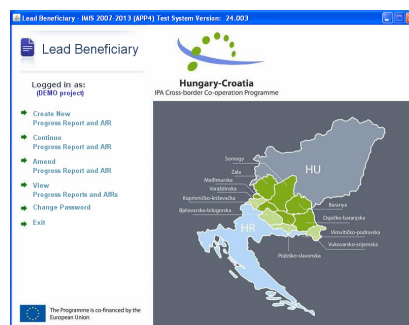 Lead Beneficiary - IMIS 2007-2013 (APP4) Test System Version: 24.003
Lead Beneficiary
Logged in as:
(DEMO project)
Create New
Progress Report and AfR
Continue
Progress Report and AfR
Amend
Progress Report and AfR
View
Progress Reports and AfRs
Change Password
Exit
The Programme is co-financed by the
European Union
Hungary-Croatia
IPA Cross-border Co-operation Programme
HU
Somogy
Zala
Međimurska
Varaždinska
Koprivničko-križevačka
Bjelovarsko-bilogorska
HR
Baranya
Osječko-baranjska
Virovitičko-podravska
Vukovarsko-srijemska
Požeško-slavonska